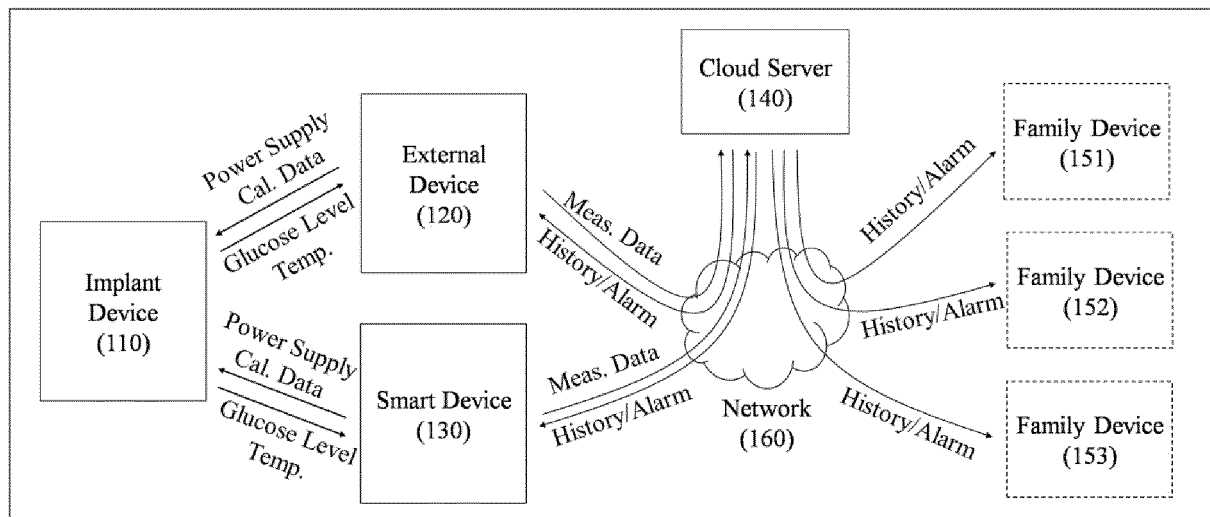 Cloud Server
(140)
Power Supply
Cal. Data
Glucose Level
Temp.
External
Device
(120)
Meas. Data
History/Alarm
History/Alarm
Family Device
(151)
Implant
Device
(110)
Family Device
(152)
History/Alarm
Power Supply
Cal. Data
Glucose Level
Temp.
Smart Device
(130)
Meas. Data
History/Alarm
Network
(160)
History/Alarm
Family Device
(153)